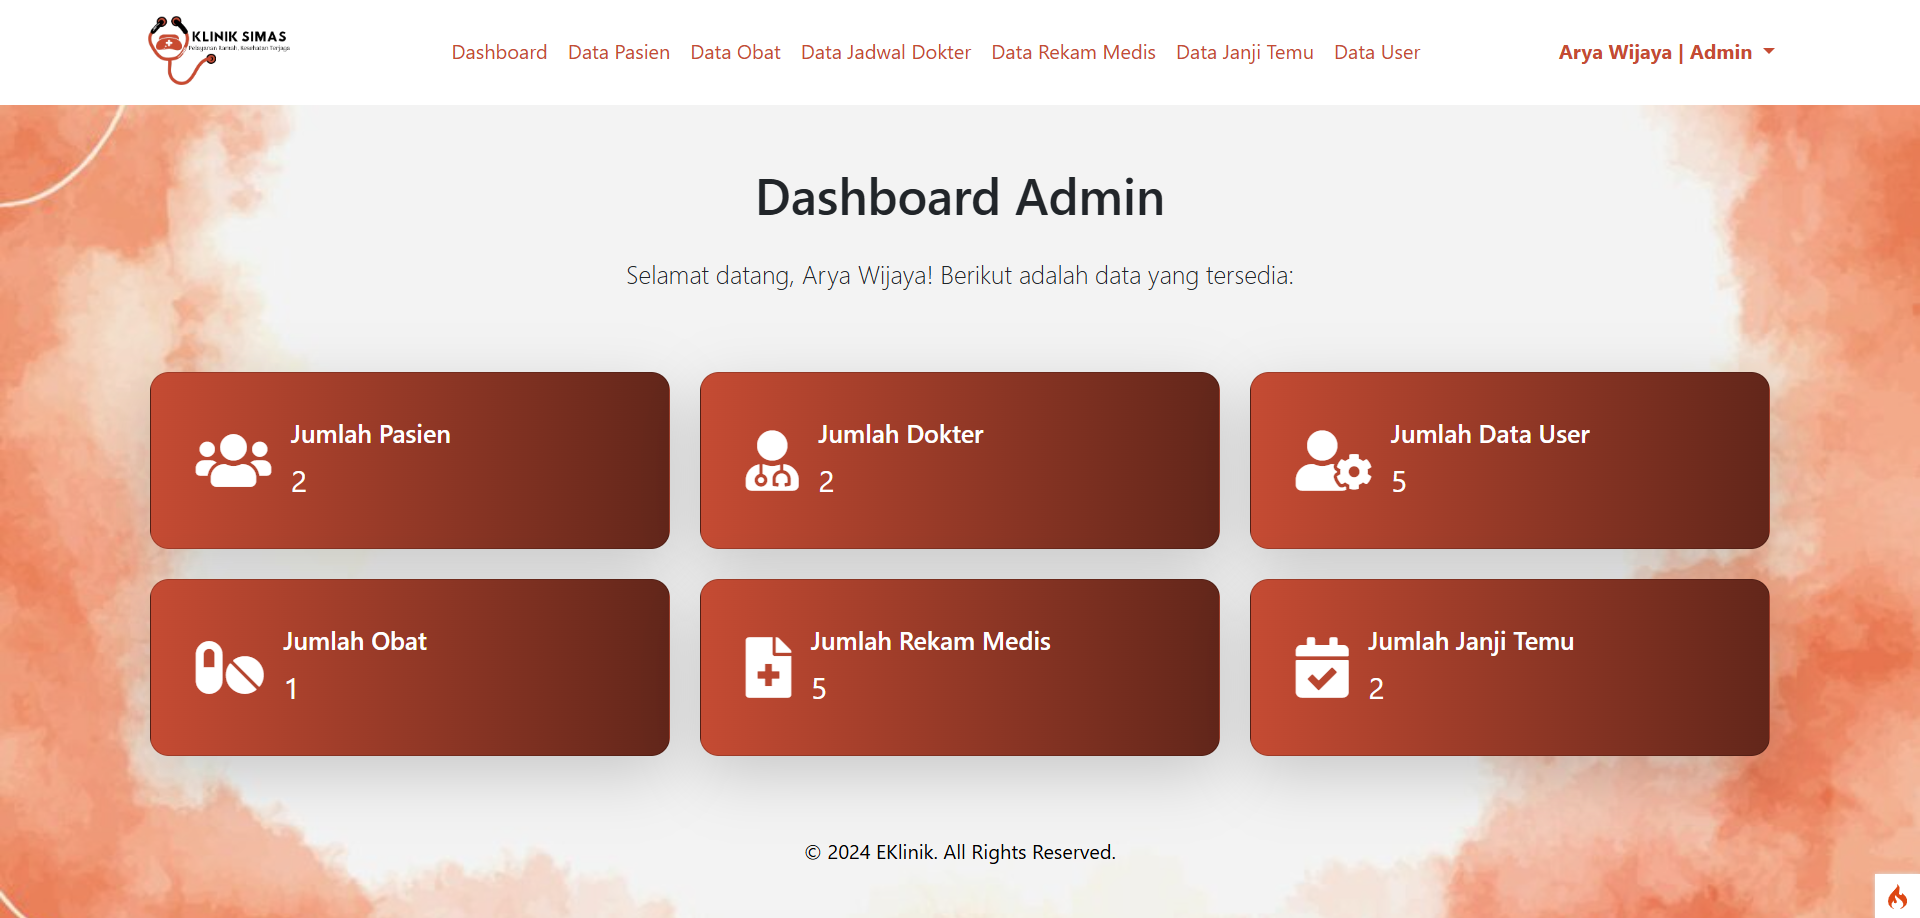 KLINIK SIMAS
Pelayanan Ramah, Kesehatan Terjaga
Dashboard Data Pasien Data Obat Data Jadwal Dokter Data Rekam Medis Data Janji Temu Data User
Arya Wijaya | Admin
Dashboard Admin
Selamat datang, Arya Wijaya! Berikut adalah data yang tersedia:
Jumlah Pasien
2
Jumlah Dokter
2
Jumlah Data User
5
Jumlah Obat
1
Jumlah Rekam Medis
5
Jumlah Janji Temu
2
© 2024 EKlinik. All Rights Reserved.